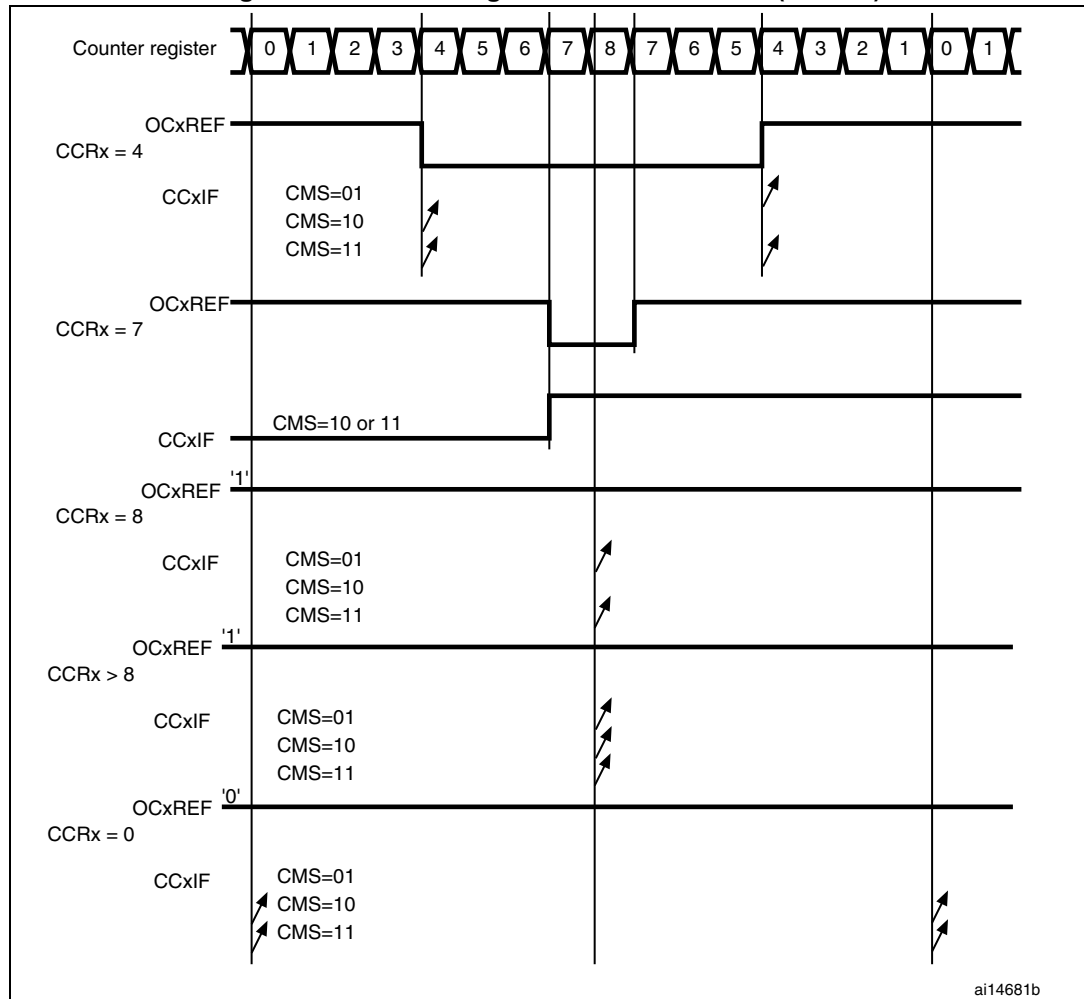 Counter register 0 1 2 3 4 5 6 7 8 7 6 5 4 3 2 1 0 1
OCxREF
CCRx = 4
CCxIF CMS=01
CMS=10
CMS=11
OCxREF
CCRx = 7
CMS=10 or 11
CCxIF
'1'
OCxREF
CCRx = 8
CCxIF CMS=01
CMS=10
CMS=11
'1'
OCxREF
CCRx > 8
CCxIF CMS=01
CMS=10
CMS=11
'0'
OCxREF
CCRx = 0
CCxIF CMS=01
CMS=10
CMS=11
ai14681b